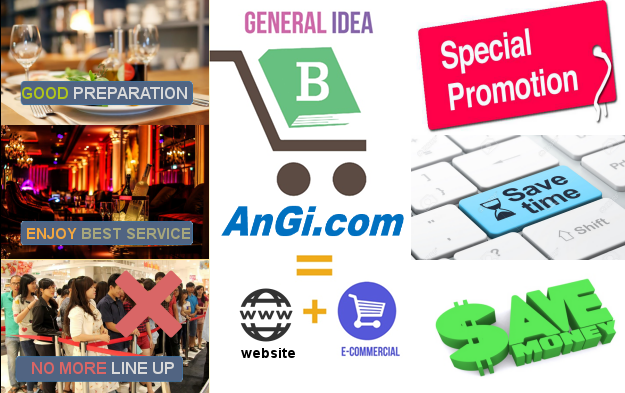 GOOD PREPARATION
ENJOY BEST SERVICE
NO MORE LINE UP
GENERAL IDEA
B
AnGi.com
=
WWW
+
website
E-COMMERCIAL
Special
Promotion
Save
time
Shift
$AVE
MONEY